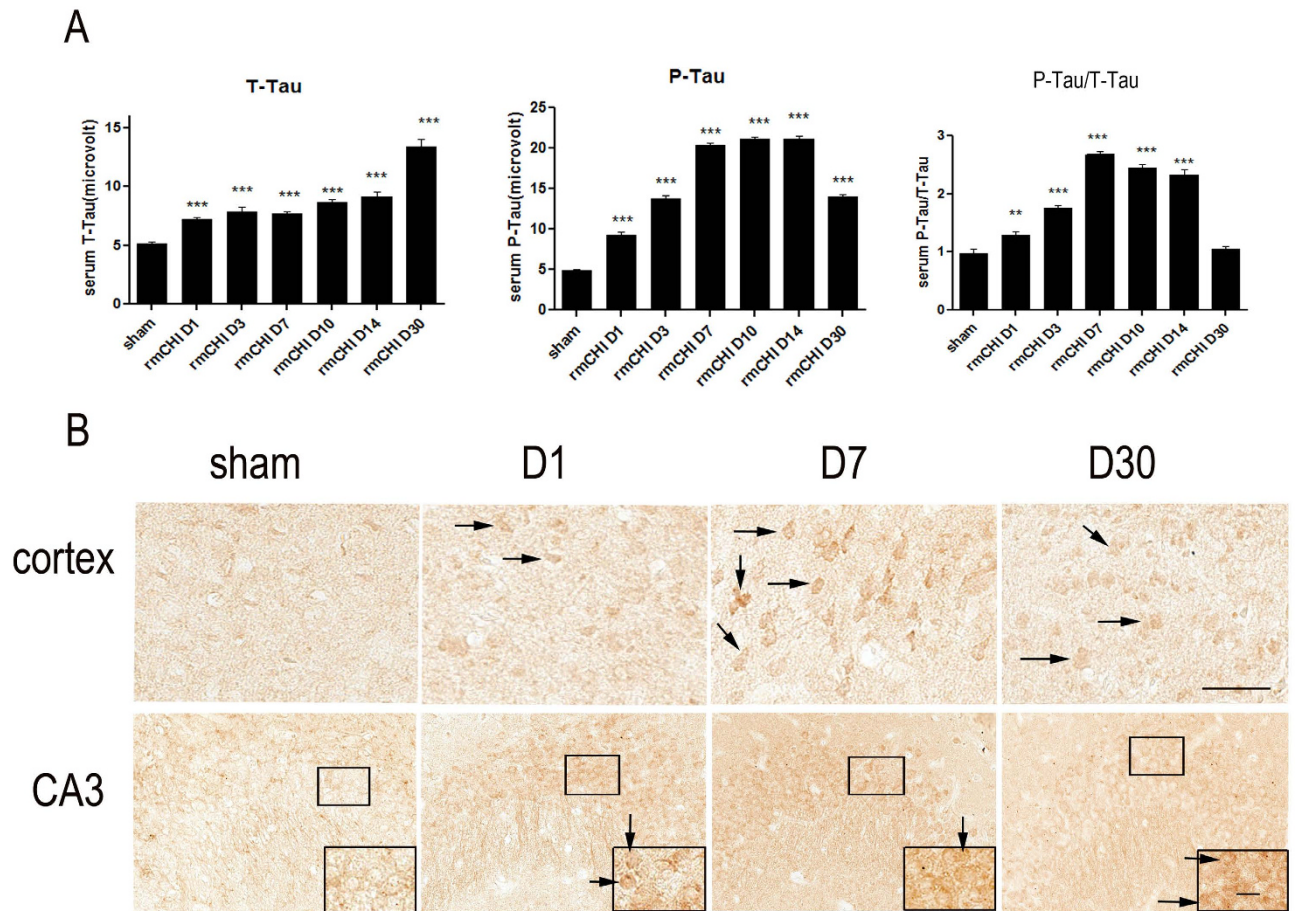 A
T-Tau
serum T-Tau(microvolt)
15
10
5
0
***
***
***
***
***
***
sham
rmCHI D1
rmCHI D3
rmCHI D7
rmCHI D10
rmCHI D14
rmCHI D30
P-Tau
serum P-Tau(microvolt)
25
20
15
10
5
0
***
***
***
***
***
***
sham
rmCHI D1
rmCHI D3
rmCHI D7
rmCHI D10
rmCHI D14
rmCHI D30
P-Tau/T-Tau
serum P-Tau/T-Tau
3
2
1
0
**
***
***
***
***
sham
rmCHI D1
rmCHI D3
rmCHI D7
rmCHI D10
rmCHI D14
rmCHI D30
B
sham
D1
D7
D30
cortex
CA3